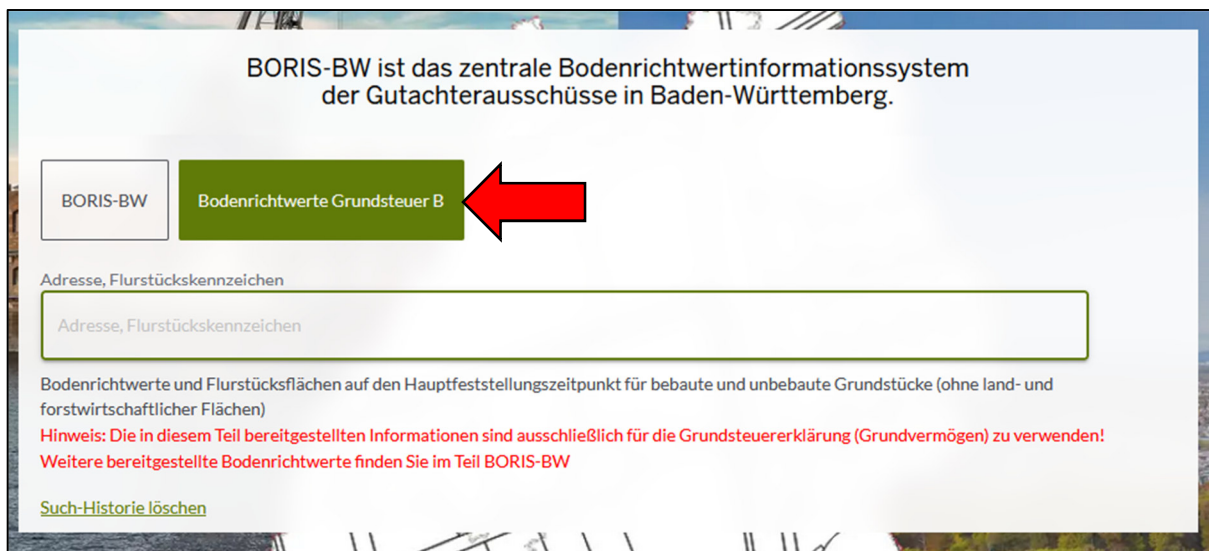 BORIS-BW ist das zentrale Bodenrichtwertinformationssystem
der Gutachterausschüsse in Baden-Württemberg.
BORIS-BW
Bodenrichtwerte Grundsteuer B
Adresse, Flurstückskennzeichen
Adresse, Flurstückskennzeichen
Bodenrichtwerte und Flurstücksflächen auf den Hauptfeststellungszeitpunkt für bebaute und unbebaute Grundstücke (ohne land- und
forstwirtschaftlicher Flächen)
Hinweis: Die in diesem Teil bereitgestellten Informationen sind ausschließlich für die Grundsteuererklärung (Grundvermögen) zu verwenden!
Weitere bereitgestellte Bodenrichtwerte finden Sie im Teil BORIS-BW
Such-Historie löschen